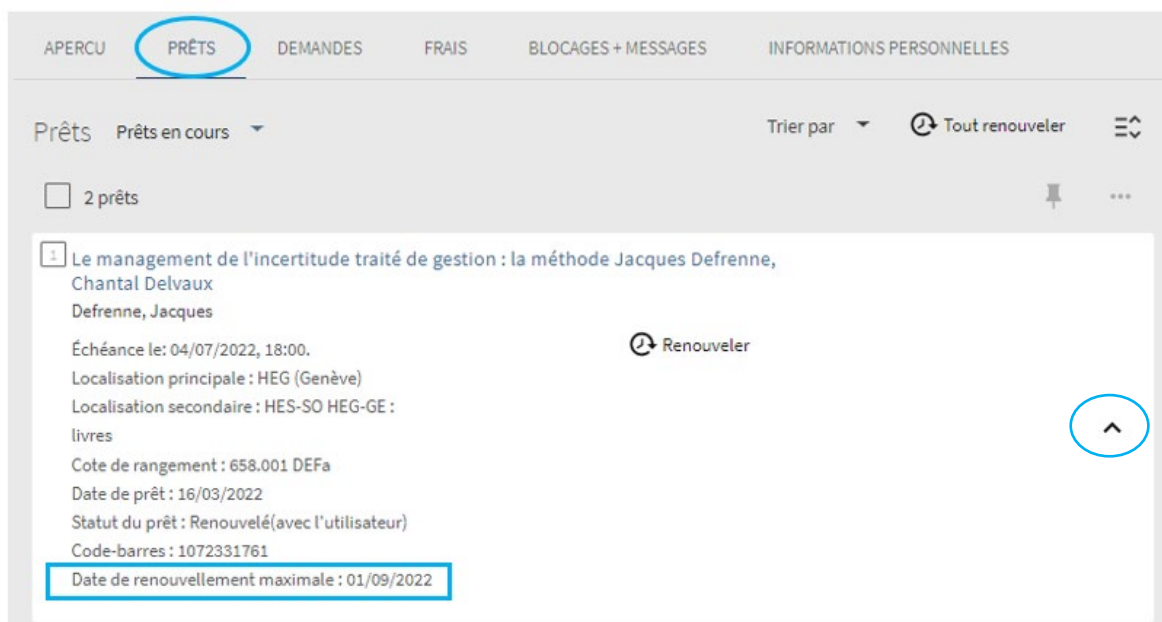 APERCU PRÊTS DEMANDES FRAIS BLOCAGES + MESSAGES INFORMATIONS PERSONNELLES
Prêts Prêts en cours Trier par Tout renouveler
2 prêts
1 Le management de l'incertitude traité de gestion : la méthode Jacques Defrenne,
Chantal Delvaux
Defrenne, Jacques
Échéance le: 04/07/2022, 18:00. Renouveler
Localisation principale : HEG (Genève)
Localisation secondaire : HES-SO HEG-GE :
livres
Cote de rangement : 658.001 DEFa
Date de prêt : 16/03/2022
Statut du prêt : Renouvelé(avec l'utilisateur)
Code-barres : 1072331761
Date de renouvellement maximale : 01/09/2022